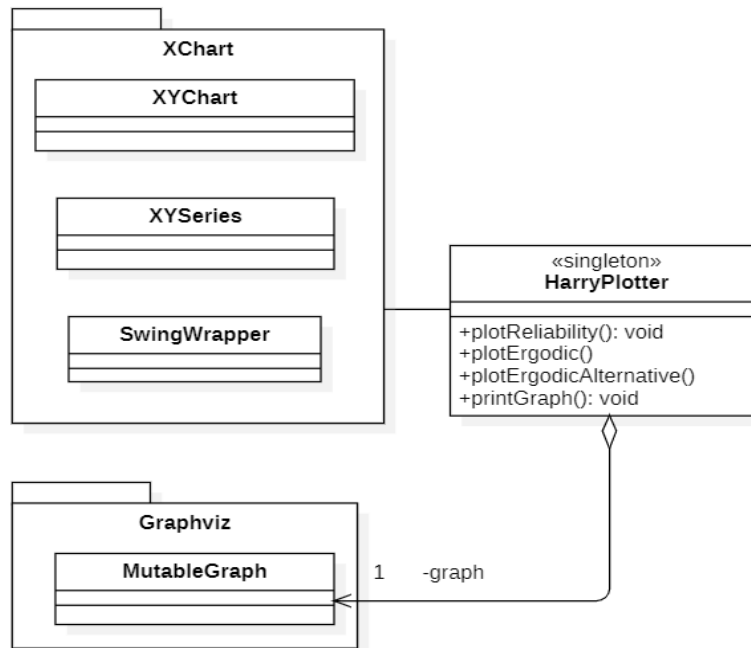 XChart
XYChart
XYSeries
SwingWrapper
«singleton»
HarryPlotter
+plotReliability(): void
+plotErgodic()
+plotErgodicAlternative()
+printGraph(): void
Graphviz
MutableGraph
1 -graph